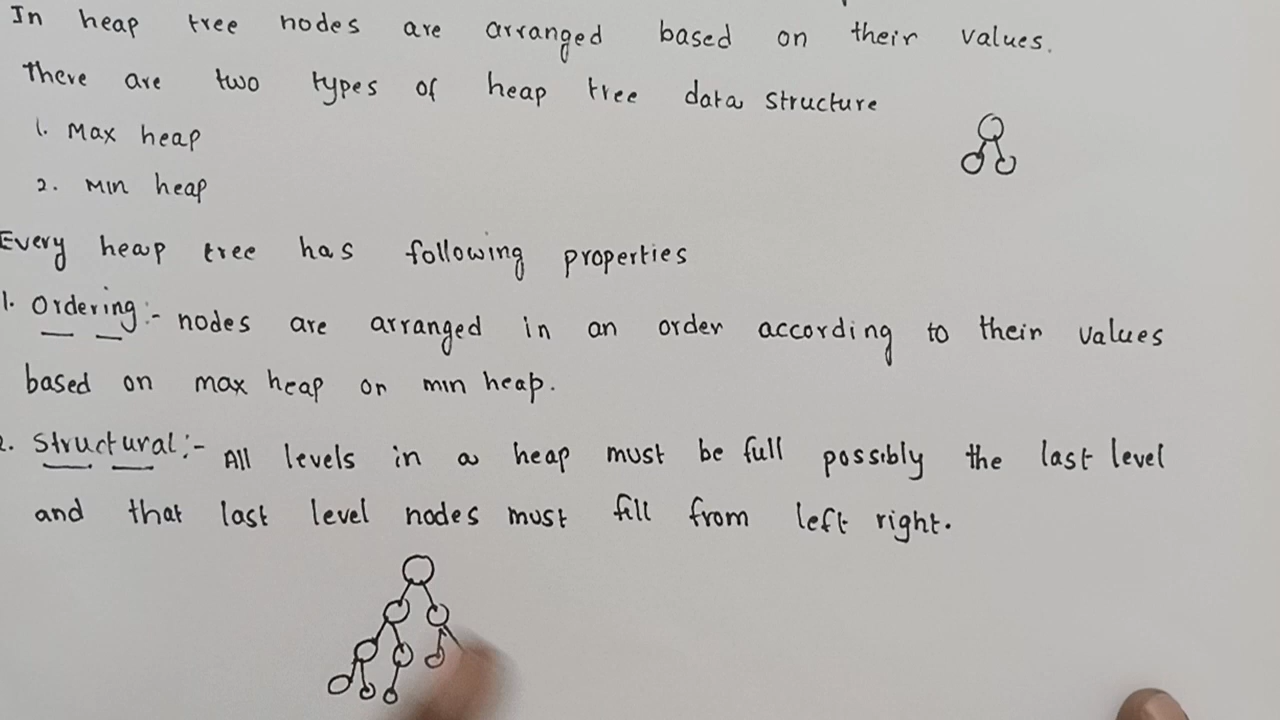 In heap tree nodes are arranged based on their values.
There are two types of heap tree data structure
1. Max heap
2. Min heap
Every heap tree has following properties
1. Ordering:- nodes are arranged in an order according to their values
based on max heap or min heap.
2. Structural:- All levels in a heap must be full possibly the last level
and that last level nodes must fill from left right.